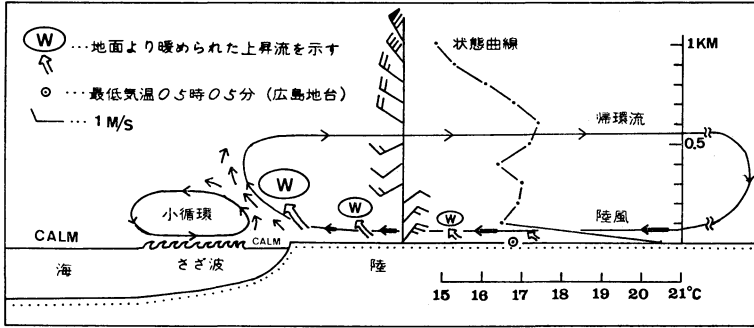 W …地面より暖められた上昇流を示す
…最低気温05時05分(広島地台)
…1M/S
状態曲線
1KM
帰環流
0.5
W
W
小循環
W
陸風
CALM
CALM
海
さざ波
陸
15 16 17 18 19 20 21℃